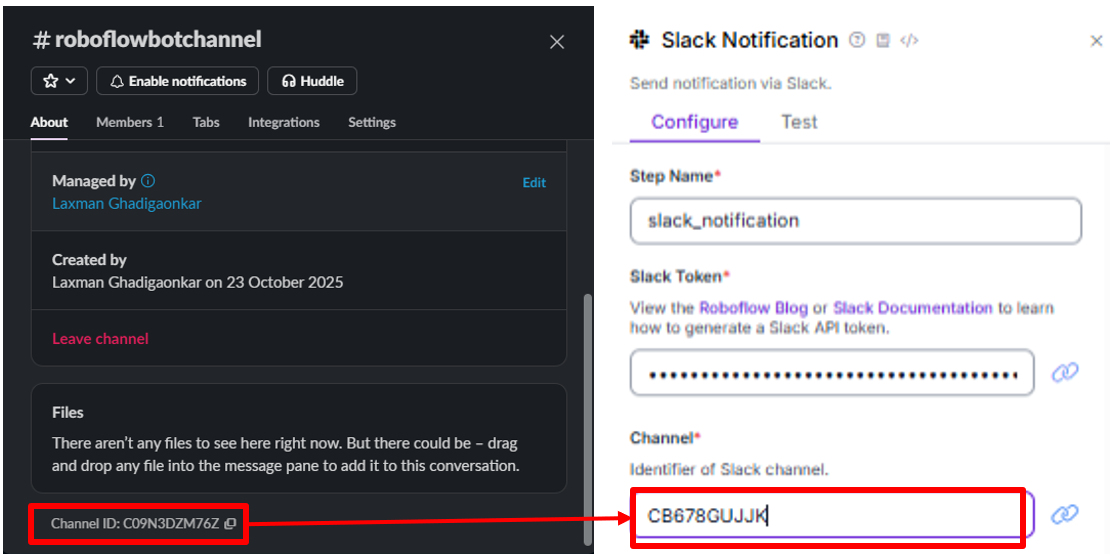 # roboflowbotchannel
Enable notifications
Huddle
About Members 1 Tabs Integrations Settings
Managed by
Edit
Laxman Ghadigaonkar
Created by
Laxman Ghadigaonkar on 23 October 2025
Leave channel
Files
There aren't any files to see here right now. But there could be – drag
and drop any file into the message pane to add it to this conversation.
Channel ID: C09N3DZM76Z
Slack Notification
Send notification via Slack.
Configure Test
Step Name*
slack_notification
Slack Token*
View the Roboflow Blog or Slack Documentation to learn
how to generate a Slack API token.
Channel*
Identifier of Slack channel.
CB678GUJJK